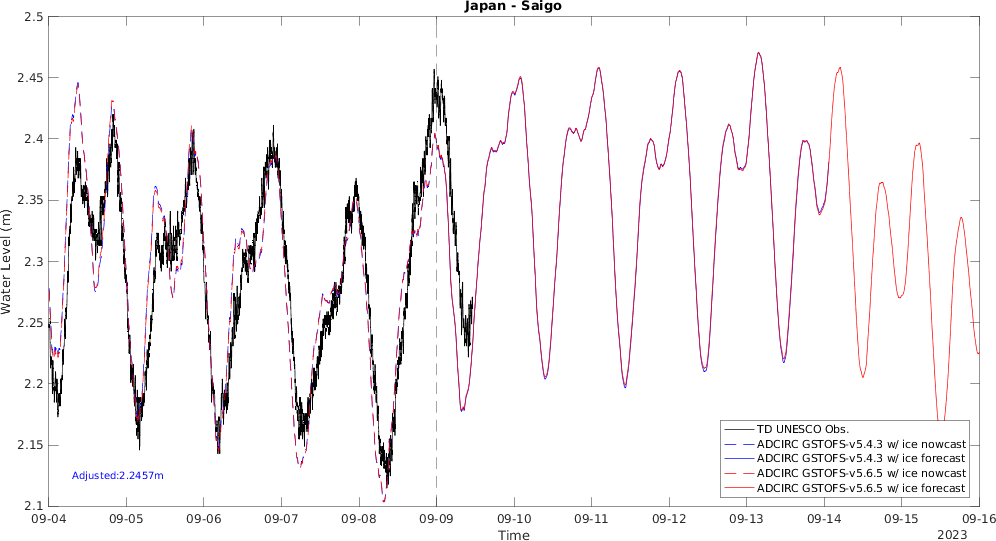 Japan - Saigo
2.5
2.45
2.4
2.35
2.3
2.25
2.2
2.15
2.1
Water Level (m)
Adjusted:2.2457m
TD UNESCO Obs.
ADCIRC GSTOFS-v5.4.3 w/ ice nowcast
ADCIRC GSTOFS-v5.4.3 w/ ice forecast
ADCIRC GSTOFS-v5.6.5 w/ ice nowcast
ADCIRC GSTOFS-v5.6.5 w/ ice forecast
09-04 09-05 09-06 09-07 09-08 09-09 09-10 09-11 09-12 09-13 09-14 09-15 09-16
Time
2023